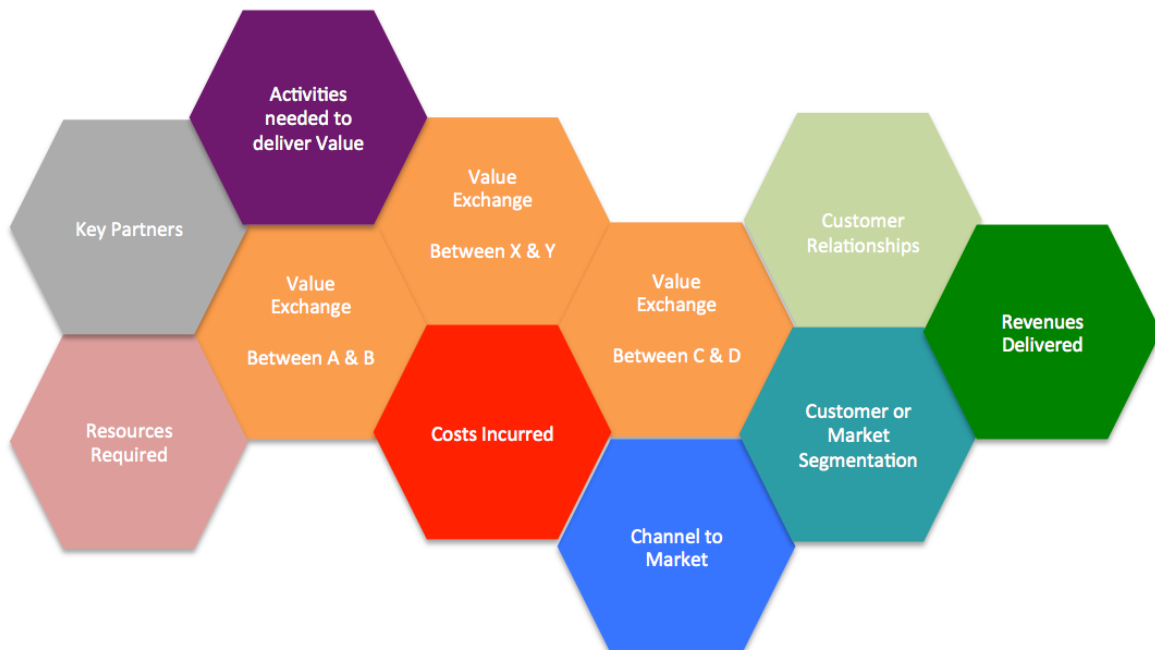 Activities
needed to
deliver Value
Key Partners
Value
Exchange
Between X & Y
Customer
Relationships
Value
Exchange
Between A & B
Value
Exchange
Between C & D
Revenues
Delivered
Resources
Required
Costs Incurred
Customer or
Market
Segmentation
Channel to
Market